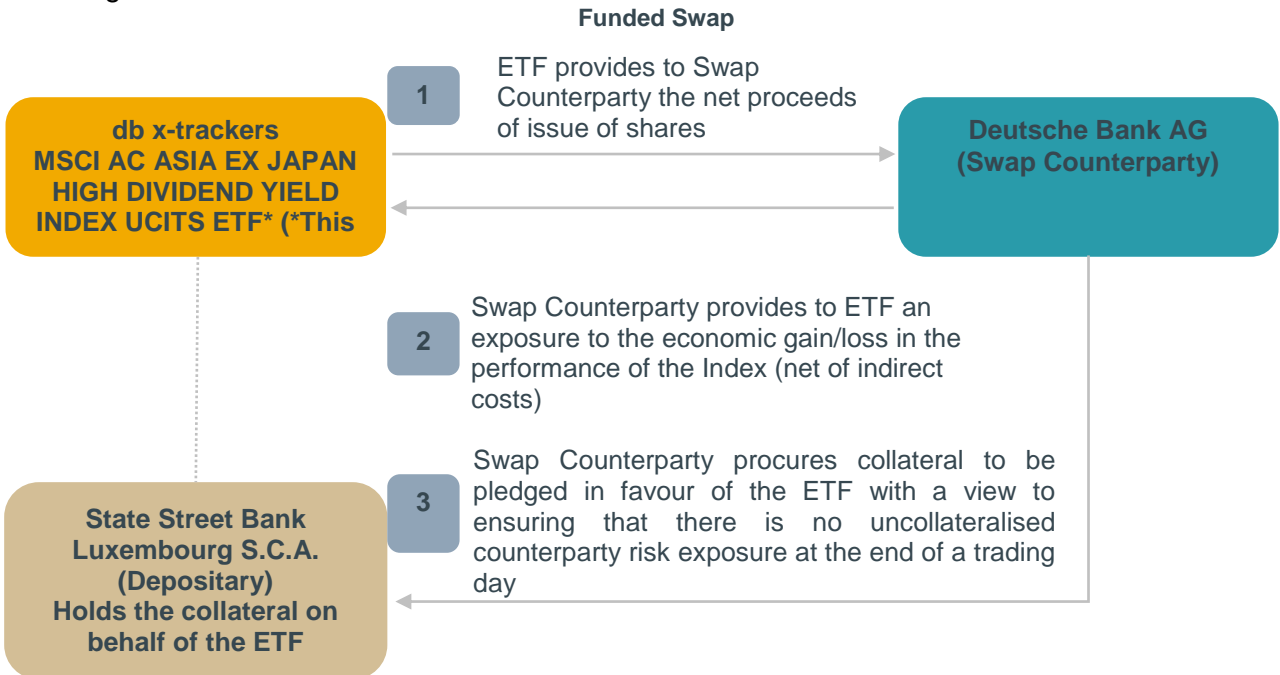 Funded Swap
1
ETF provides to Swap
Counterparty the net proceeds
of issue of shares
db x-trackers
MSCI AC ASIA EX JAPAN
HIGH DIVIDEND YIELD
INDEX UCITS ETF* (*This
Deutsche Bank AG
(Swap Counterparty)
2
Swap Counterparty provides to ETF an
exposure to the economic gain/loss in the
performance of the Index (net of indirect
costs)
3
Swap Counterparty procures collateral to be
pledged in favour of the ETF with a view to
ensuring that there is no uncollateralised
counterparty risk exposure at the end of a trading
day
State Street Bank
Luxembourg S.C.A.
(Depositary)
Holds the collateral on
behalf of the ETF